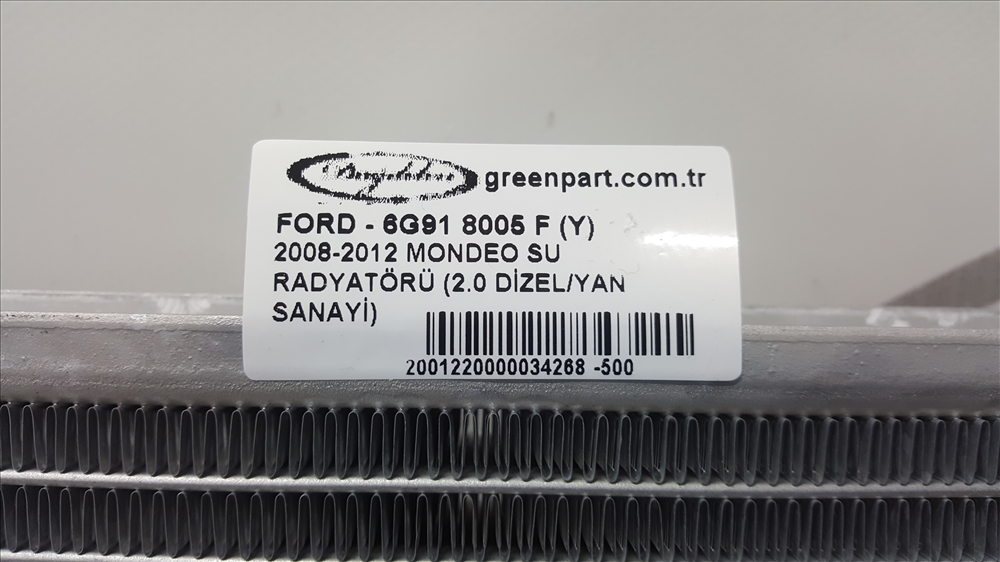 greenpart.com.tr
FORD - 6G91 8005 F (Y)
2008-2012 MONDEO SU
RADYATÖRÜ (2.0 DİZEL/YAN
SANAYİ)
2001220000034268 -500